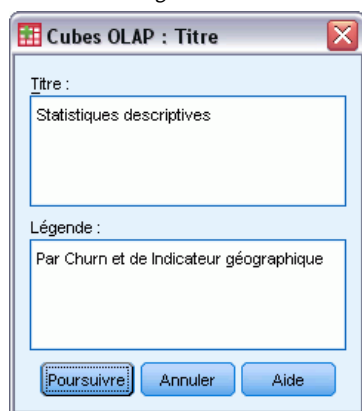 Cubes OLAP : Titre
Titre :
Statistiques descriptives
Légende :
Par Churn et de Indicateur géographique
Poursuivre Annuler Aide